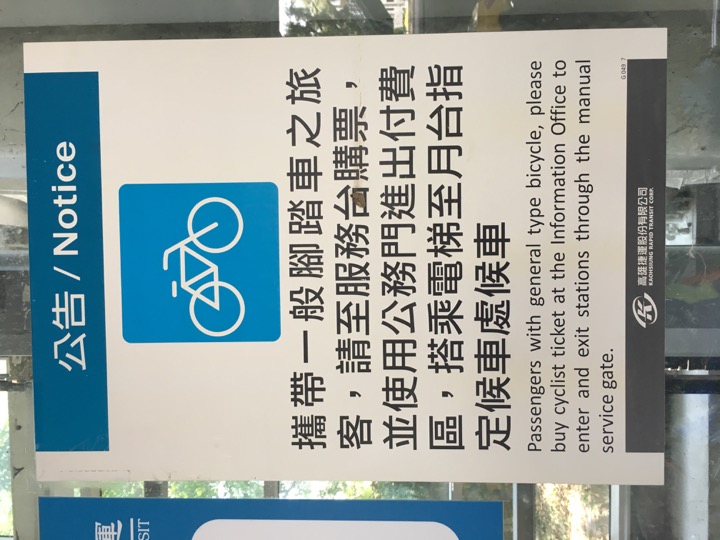 運
SIT
公告 / Notice
攜帶一般腳踏車之旅
客，請至服務台購票，
並使用公務門進出付費
區，搭乘電梯至月台指
定候車處候車
Passengers with general type bicycle, please
buy cyclist ticket at the Information Office to
enter and exit stations through the manual
service gate.
G 049 7
高雄捷運股份有限公司
KAOHSIUNG RAPID TRANSIT CORP.